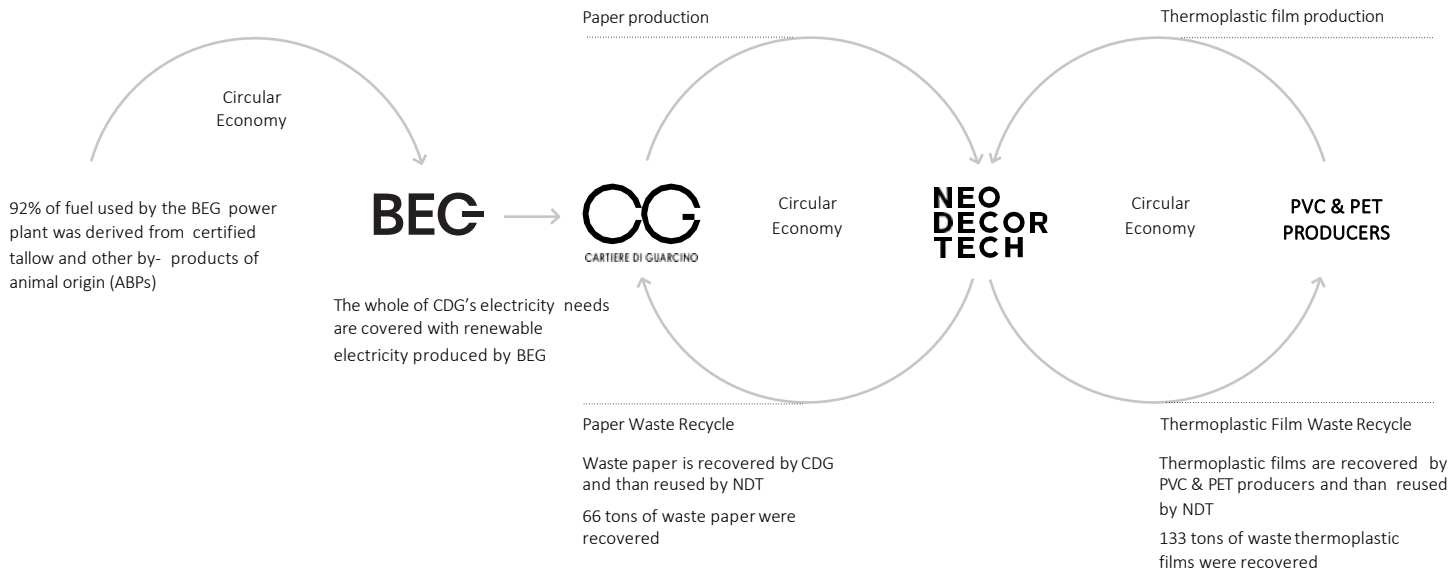 Paper production
Thermoplastic film production
Circular
Economy
92% of fuel used by the BEG power
plant was derived from certified
tallow and other by- products of
animal origin (ABPs)
BEG
The whole of CDG's electricity needs
are covered with renewable
electricity produced by BEG
CG
CARTIERE DI GUARCINO
Circular
Economy
NEO
DECOR
TECH
Circular
Economy
PVC & PET
PRODUCERS
Paper Waste Recycle
Waste paper is recovered by CDG
and than reused by NDT
66 tons of waste paper were
recovered
Thermoplastic Film Waste Recycle
Thermoplastic films are recovered by
PVC & PET producers and than reused
by NDT
133 tons of waste thermoplastic
films were recovered